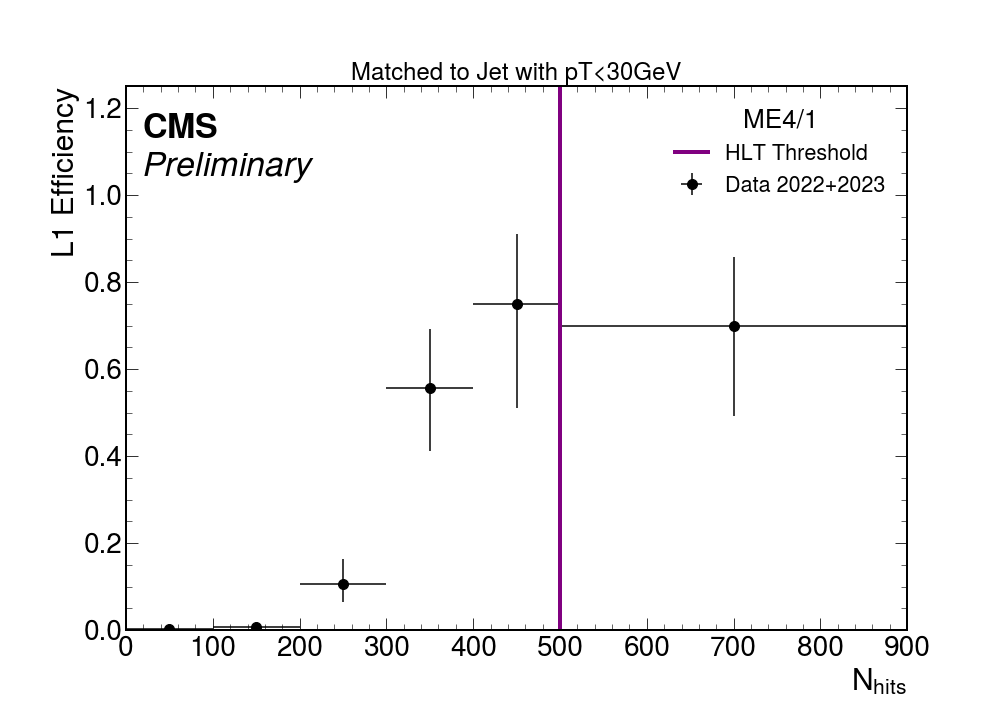 Matched to Jet with pT<30GeV
CMS
Preliminary
ME4/1
HLT Threshold
Data 2022+2023
L1 Efficiency
1.2
1.0
0.8
0.6
0.4
0.2
0.0
0 100 200 300 400 500 600 700 800 900
Nhits